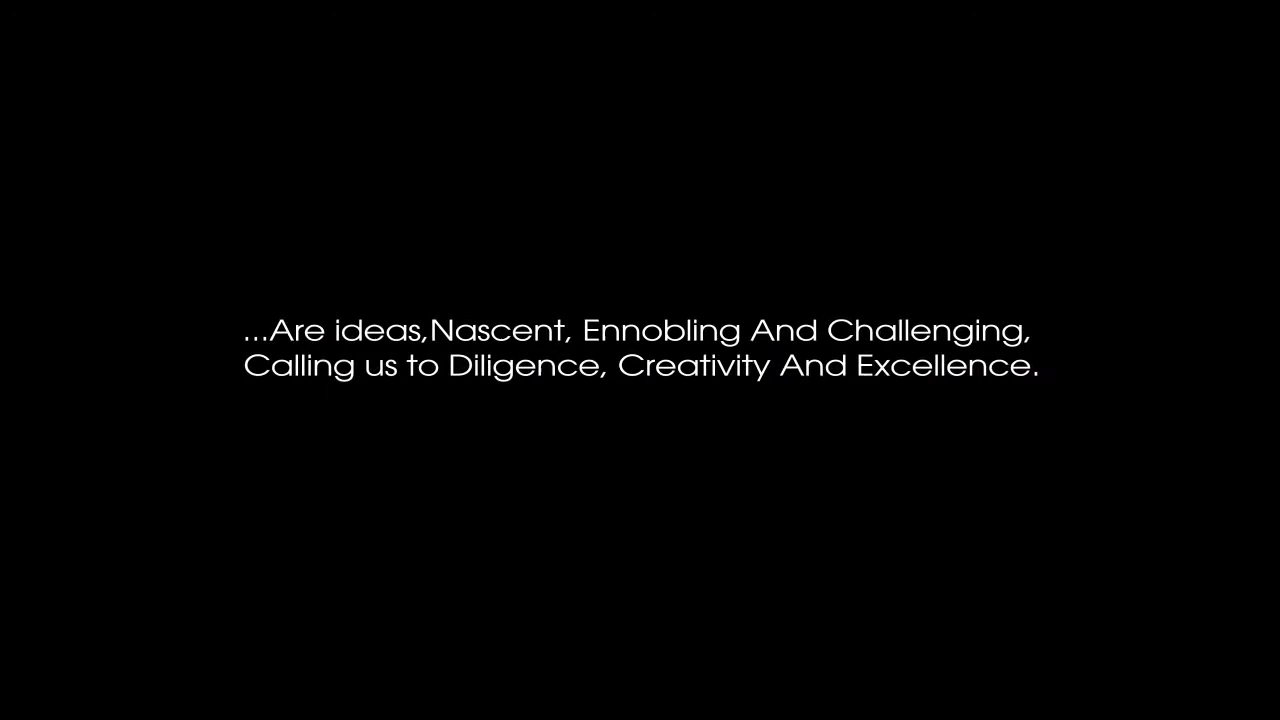 ...Are ideas,Nascent, Ennobling And Challenging,
Calling us to Diligence, Creativity And Excellence.